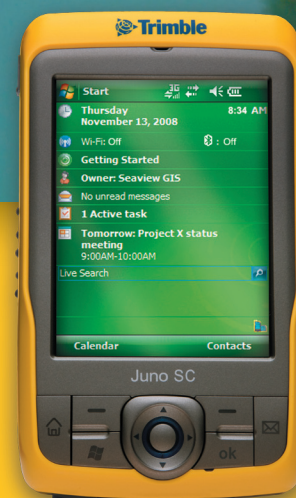 Trimble
Start 3G
Thursday 8:34 AM
November 13, 2008
Wi-Fi: Off : Off
Getting Started
Owner: Seaview GIS
No unread messages
1 Active task
Tomorrow: Project X status
meeting
9:00AM-10:00AM
Live Search
Calendar Contacts
Juno SC
ok